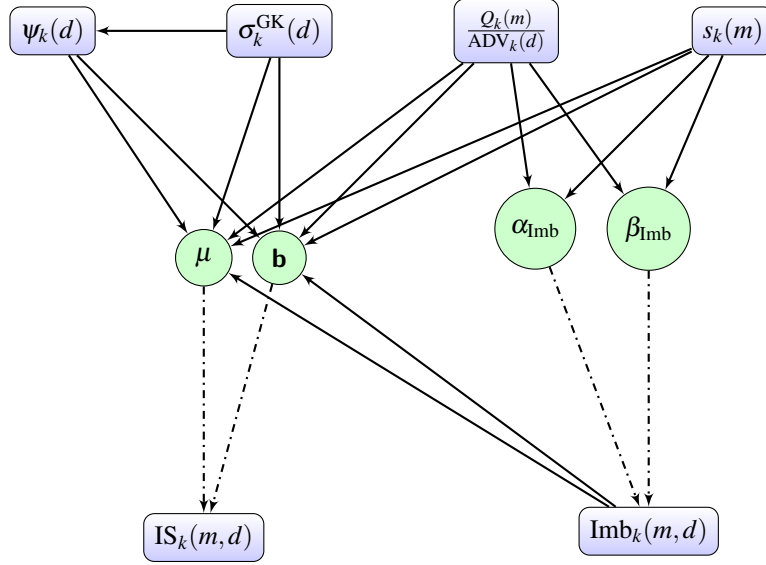 ψ_k(d)
σ_k^GK(d)
Q_k(m)
ADV_k(d)
s_k(m)
μ
b
α_Imb
β_Imb
IS_k(m,d)
Imb_k(m,d)